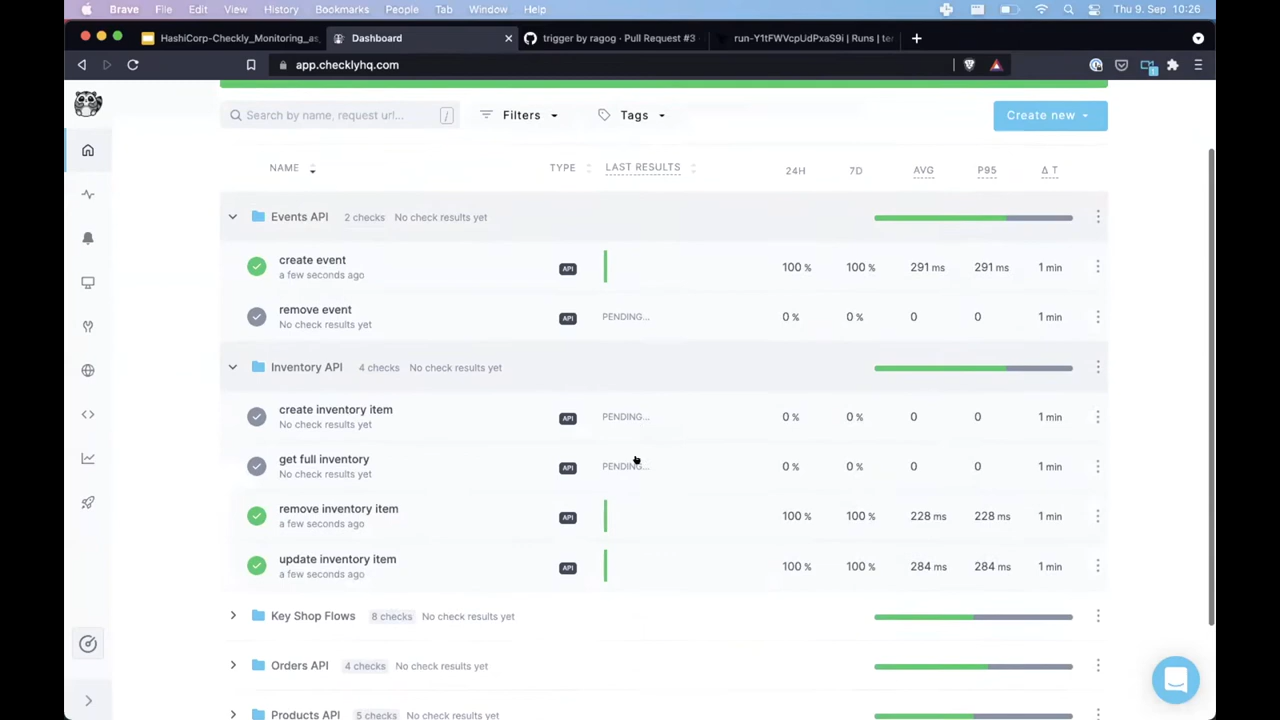 Brave File Edit View History Bookmarks People Tab Window Help Thu 9. Sep 10:26
HashiCorp-Checkly_Monitoring_as_ Dashboard trigger by ragog · Pull Request #3 run-Y1tFWVcpUdPxaS9i | Runs | te
app.checklyhq.com
Search by name, request url/... / Filters Tags Create new
NAME TYPE LAST RESULTS 24H 7D AVG P95 Δ T
Events API 2 checks No check results yet
create event
a few seconds ago
API 100 % 100 % 291 ms 291 ms 1 min
remove event
No check results yet
API PENDING... 0 % 0 % 0 0 1 min
Inventory API 4 checks No check results yet
create inventory item
No check results yet
API PENDING... 0 % 0 % 0 0 1 min
get full inventory
No check results yet
API PENDING... 0 % 0 % 0 0 1 min
remove inventory item
a few seconds ago
API 100 % 100 % 228 ms 228 ms 1 min
update inventory item
a few seconds ago
API 100 % 100 % 284 ms 284 ms 1 min
Key Shop Flows 8 checks No check results yet
Orders API 4 checks No check results yet
Products API 5 checks No check results yet